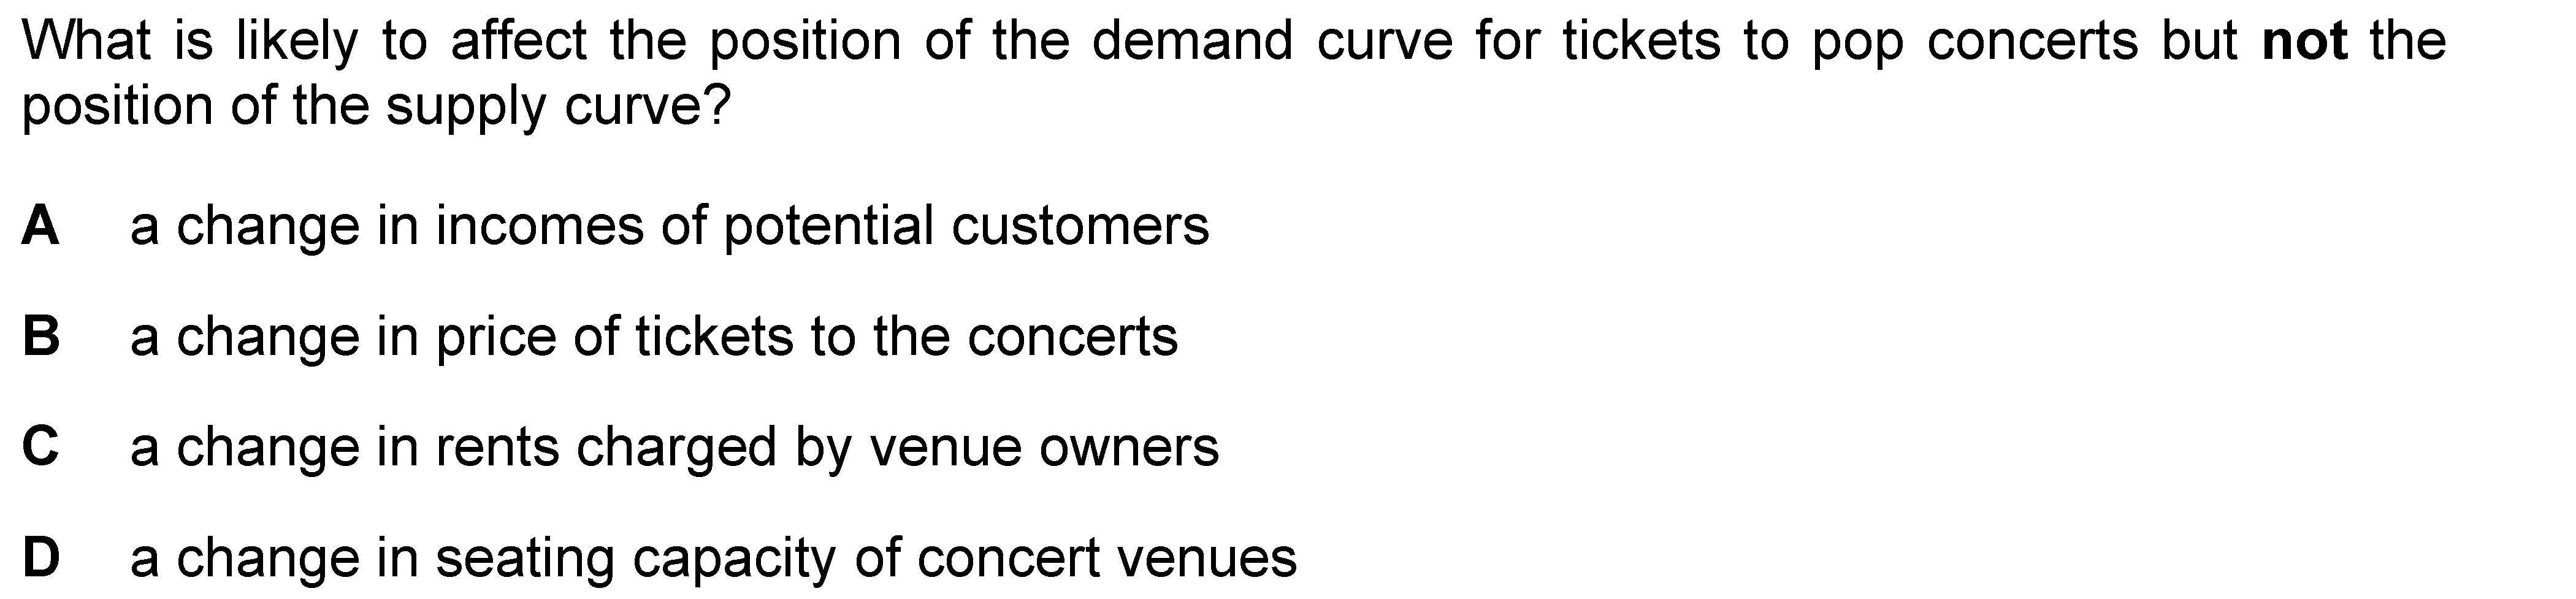 What is likely to affect the position of the demand curve for tickets to pop concerts but not the
position of the supply curve?
A a change in incomes of potential customers
B a change in price of tickets to the concerts
C a change in rents charged by venue owners
D a change in seating capacity of concert venues